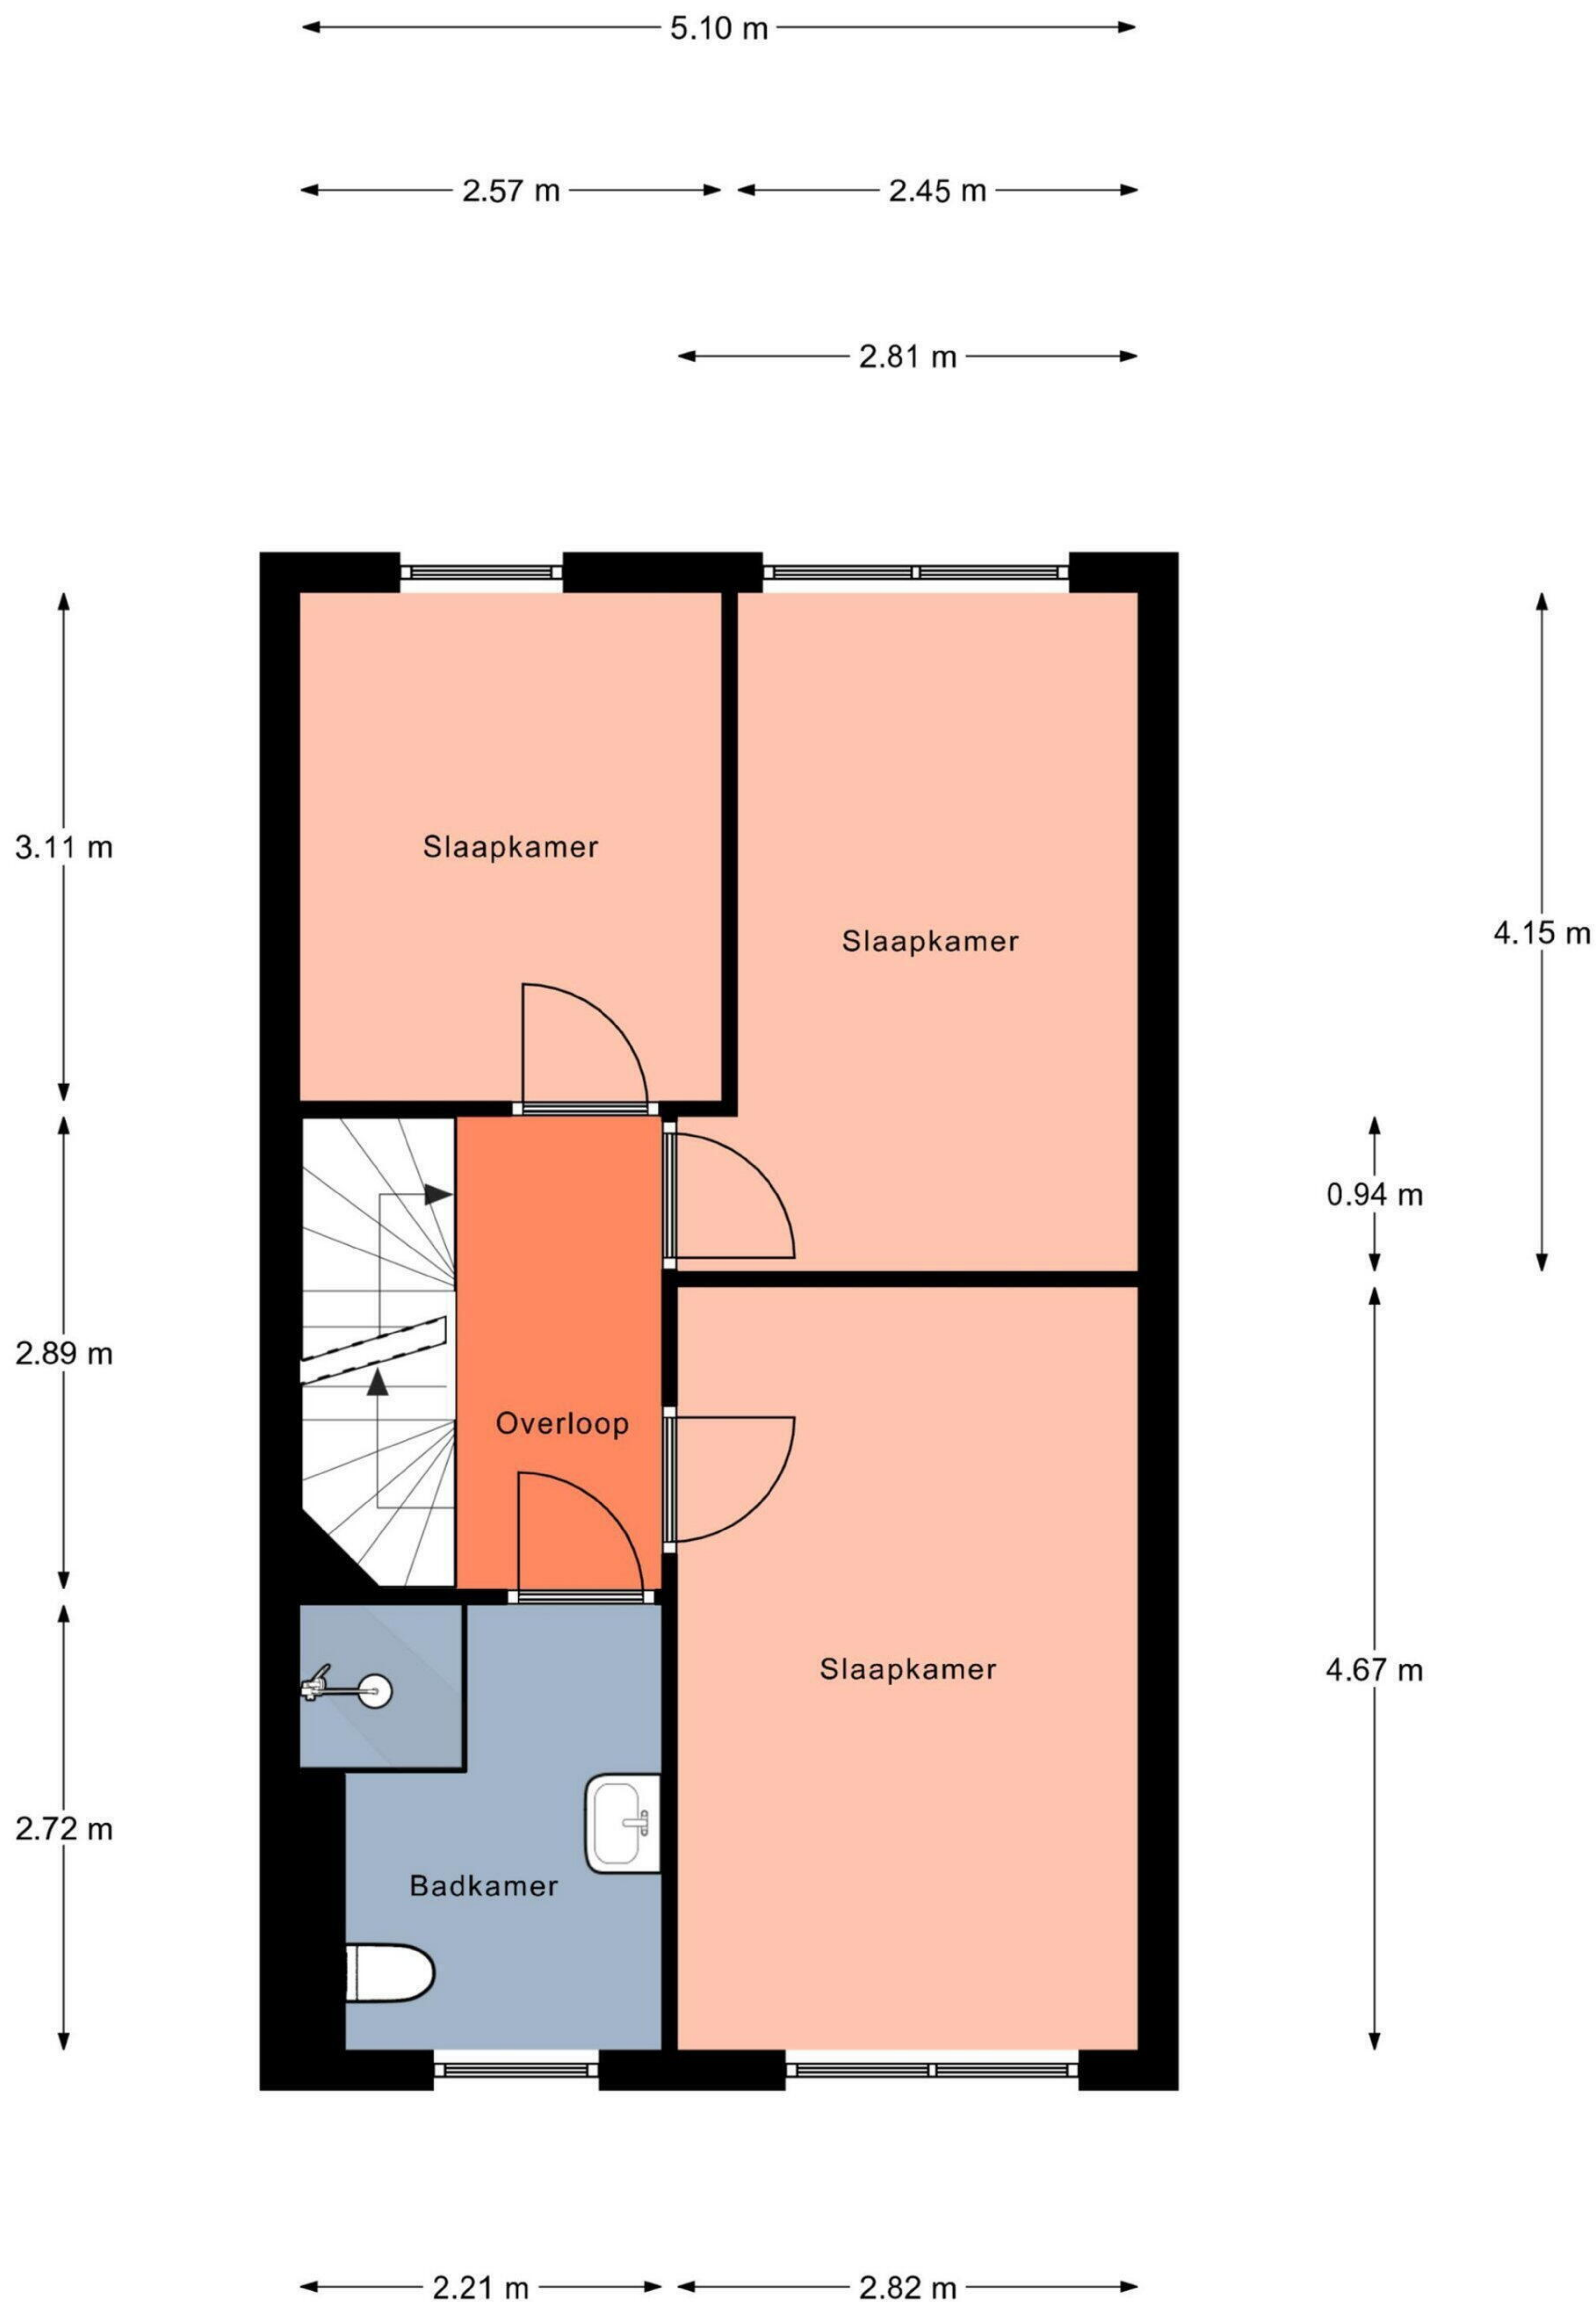 5.10 m
2.57 m
2.45 m
2.81 m
3.11 m
Slaapkamer
4.15 m
Slaapkamer
0.94 m
2.89 m
Overloop
4.67 m
Slaapkamer
2.72 m
Badkamer
2.21 m
2.82 m